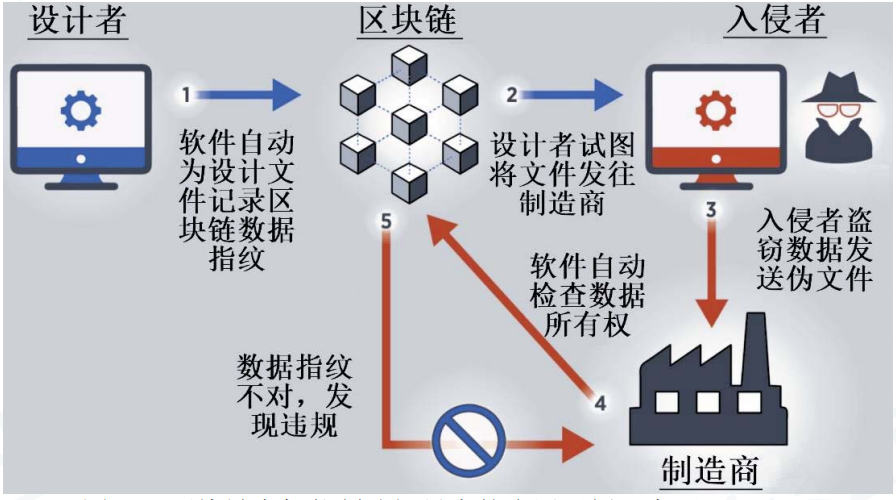 设计者
区块链
入侵者
1
软件自动
为设计文
件记录区
块链数据
指纹
2
设计者试图
将文件发往
制造商
3
入侵者盗
窃数据发
送伪文件
4
软件自动
检查数据
所有权
5
数据指纹
不对，发
现违规
制造商